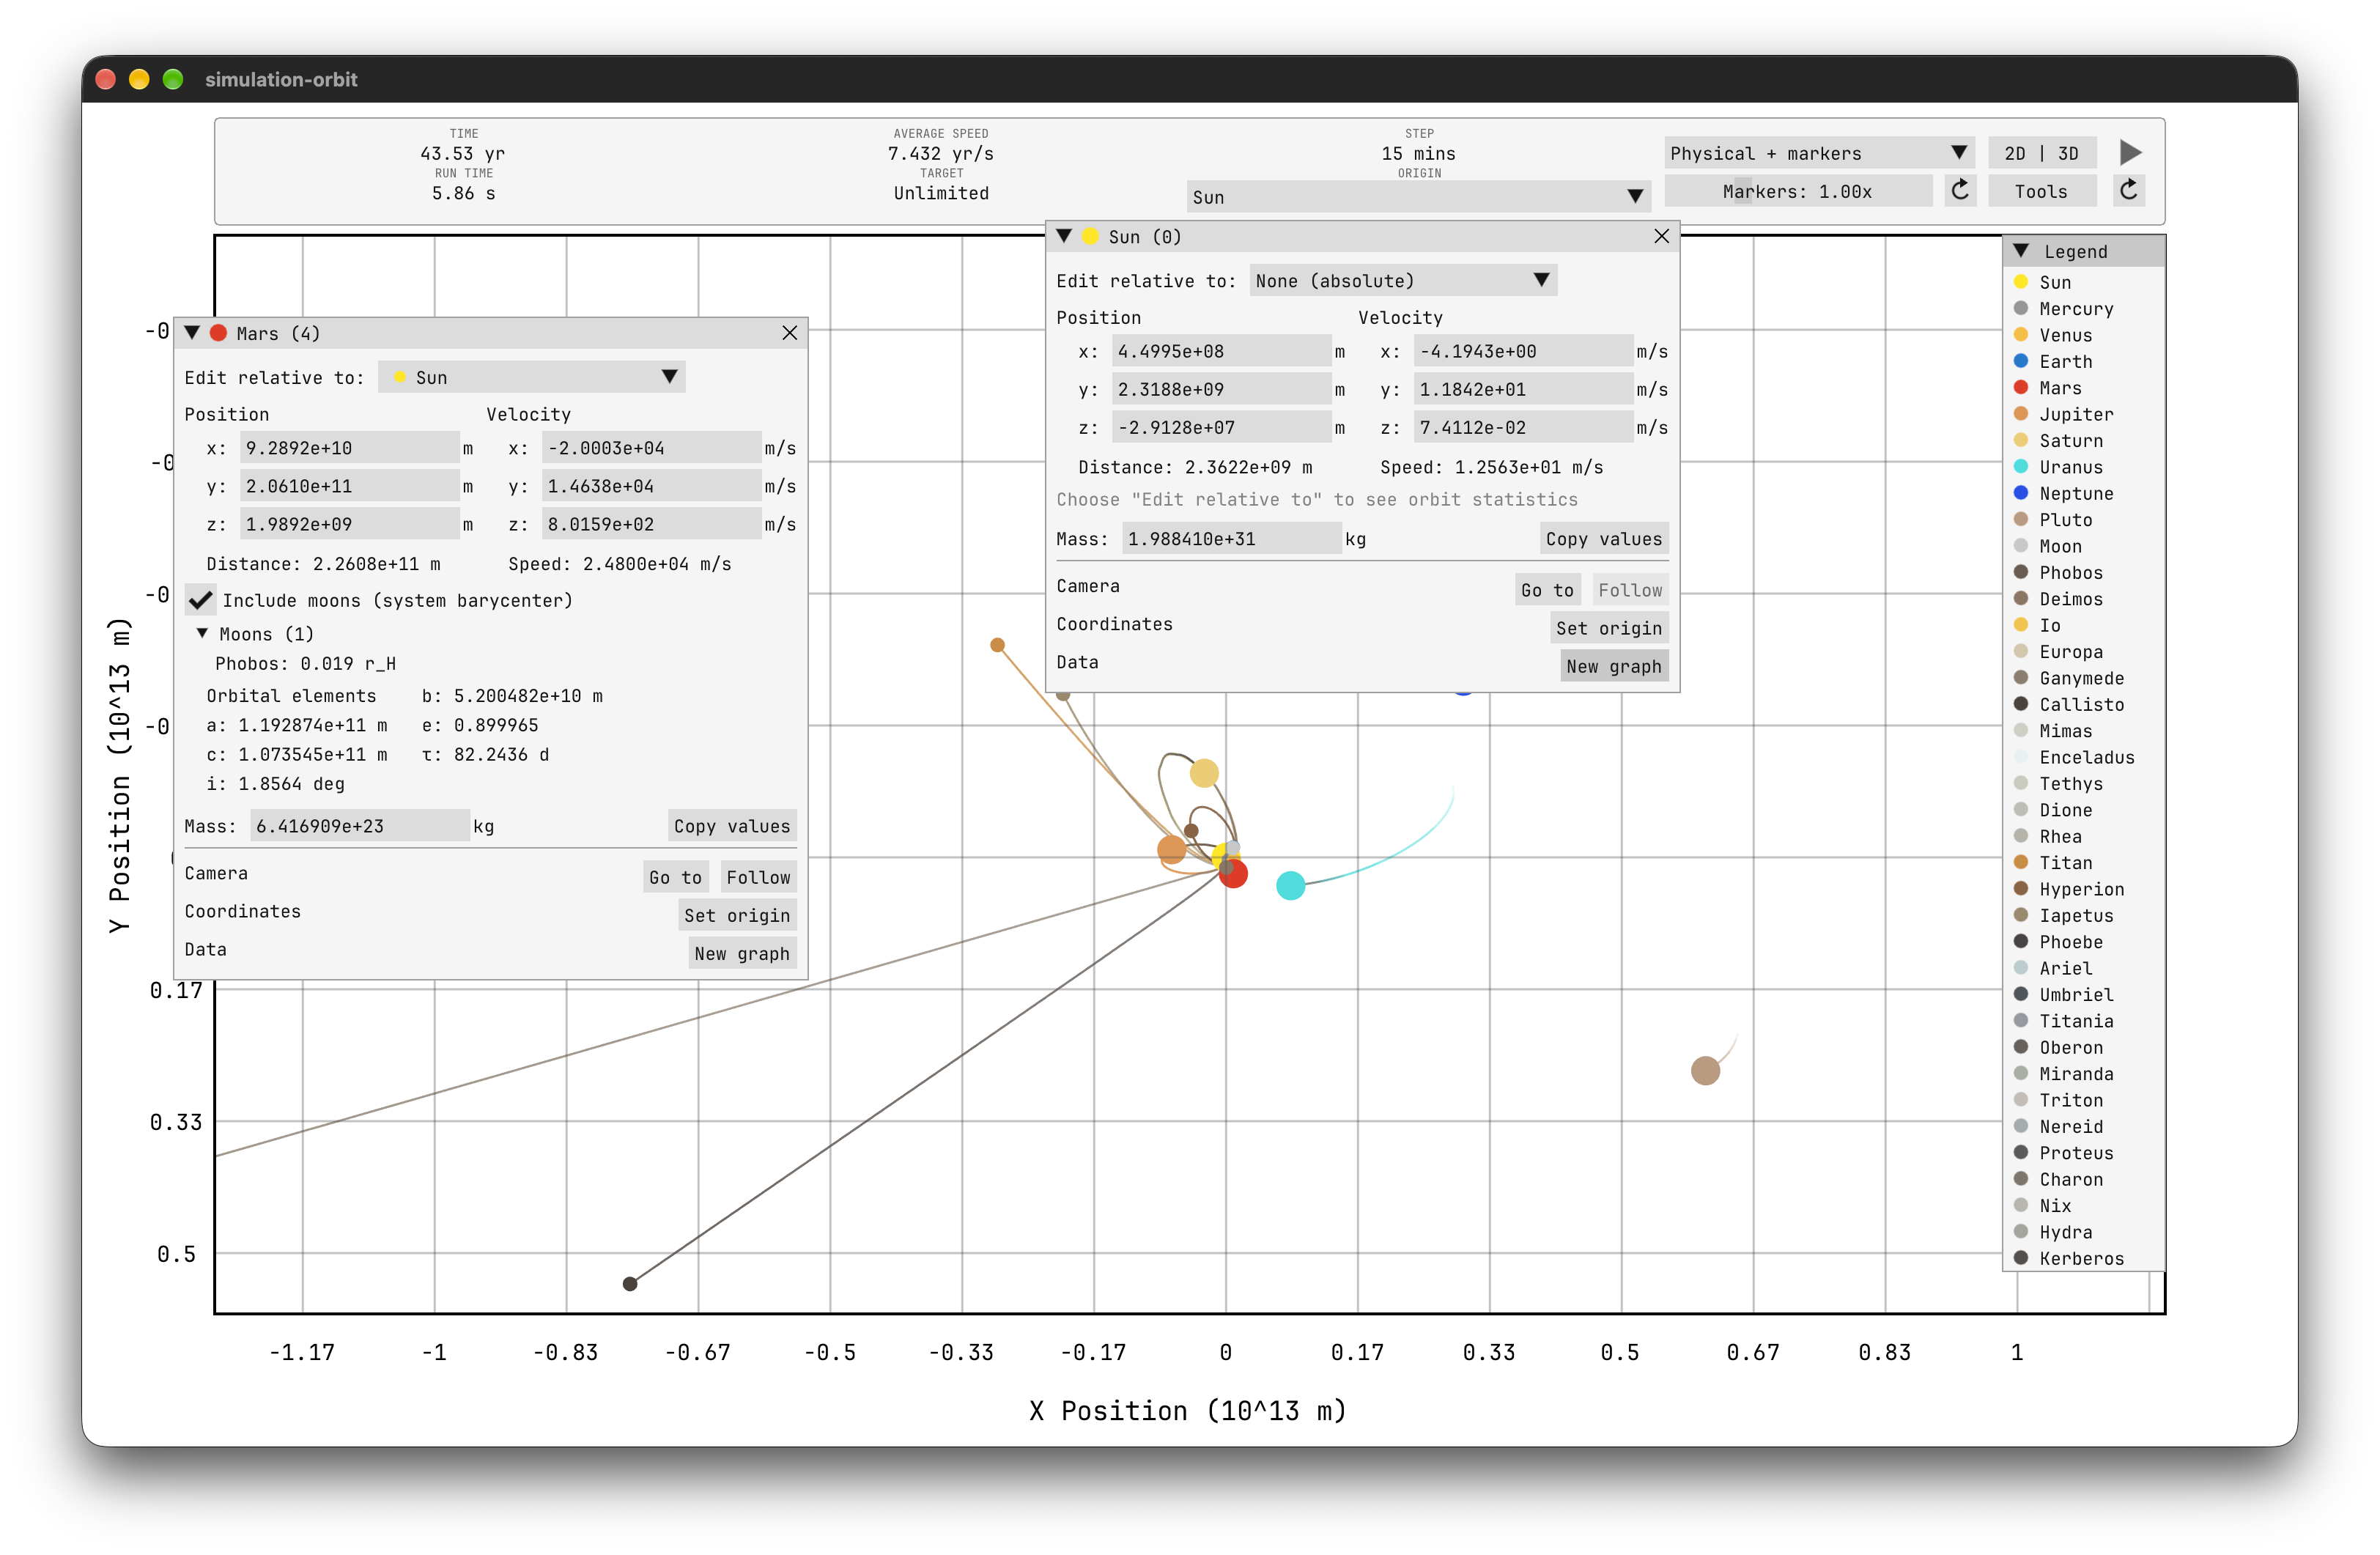 simulation-orbit
TIME
43.53 yr
RUN TIME
5.86 s
AVERAGE SPEED
7.432 yr/s
TARGET
Unlimited
STEP
15 mins
ORIGIN
Sun
Physical + markers
Markers: 1.00x
2D | 3D
Tools
Sun (0)
Edit relative to: None (absolute)
Position Velocity
x: 4.4995e+08 m x: -4.1943e+00 m/s
y: 2.3188e+09 m y: 1.1842e+01 m/s
z: -2.9128e+07 m z: 7.4112e-02 m/s
Distance: 2.3622e+09 m Speed: 1.2563e+01 m/s
Choose "Edit relative to" to see orbit statistics
Mass: 1.988410e+31 kg Copy values
Camera Go to Follow
Coordinates Set origin
Data New graph
Mars (4)
Edit relative to: Sun
Position Velocity
x: 9.2892e+10 m x: -2.0003e+04 m/s
y: 2.0610e+11 m y: 1.4638e+04 m/s
z: 1.9892e+09 m z: 8.0159e+02 m/s
Distance: 2.2608e+11 m Speed: 2.4800e+04 m/s
Include moons (system barycenter)
Moons (1)
Phobos: 0.019 r_H
Orbital elements b: 5.200482e+10 m
a: 1.192874e+11 m e: 0.899965
c: 1.073545e+11 m τ: 82.2436 d
i: 1.8564 deg
Mass: 6.416909e+23 kg Copy values
Camera Go to Follow
Coordinates Set origin
Data New graph
Legend
Sun
Mercury
Venus
Earth
Mars
Jupiter
Saturn
Uranus
Neptune
Pluto
Moon
Phobos
Deimos
Io
Europa
Ganymede
Callisto
Mimas
Enceladus
Tethys
Dione
Rhea
Titan
Hyperion
Iapetus
Phoebe
Ariel
Umbriel
Titania
Oberon
Miranda
Triton
Nereid
Proteus
Charon
Nix
Hydra
Kerberos
Y Position (10^13 m)
-0
-0
-0
-0
0.17
0.33
0.5
-1.17 -1 -0.83 -0.67 -0.5 -0.33 -0.17 0 0.17 0.33 0.5 0.67 0.83 1
X Position (10^13 m)